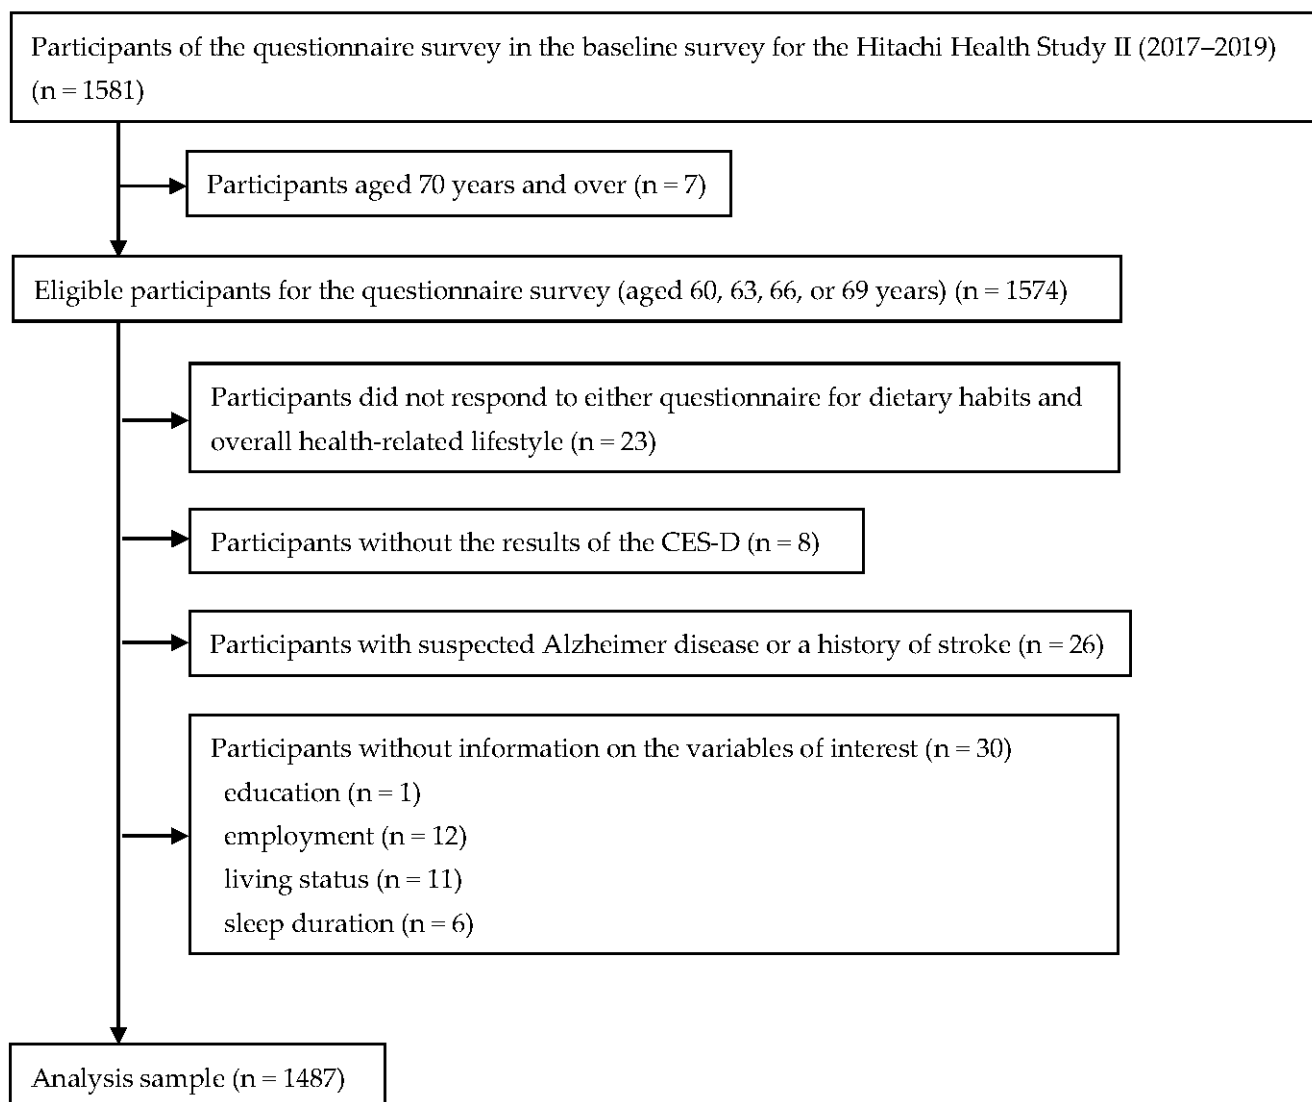 Participants of the questionnaire survey in the baseline survey for the Hitachi Health Study II (2017–2019)
(n = 1581)
Participants aged 70 years and over (n = 7)
Eligible participants for the questionnaire survey (aged 60, 63, 66, or 69 years) (n = 1574)
Participants did not respond to either questionnaire for dietary habits and
overall health-related lifestyle (n = 23)
Participants without the results of the CES-D (n = 8)
Participants with suspected Alzheimer disease or a history of stroke (n = 26)
Participants without information on the variables of interest (n = 30)
education (n = 1)
employment (n = 12)
living status (n = 11)
sleep duration (n = 6)
Analysis sample (n = 1487)